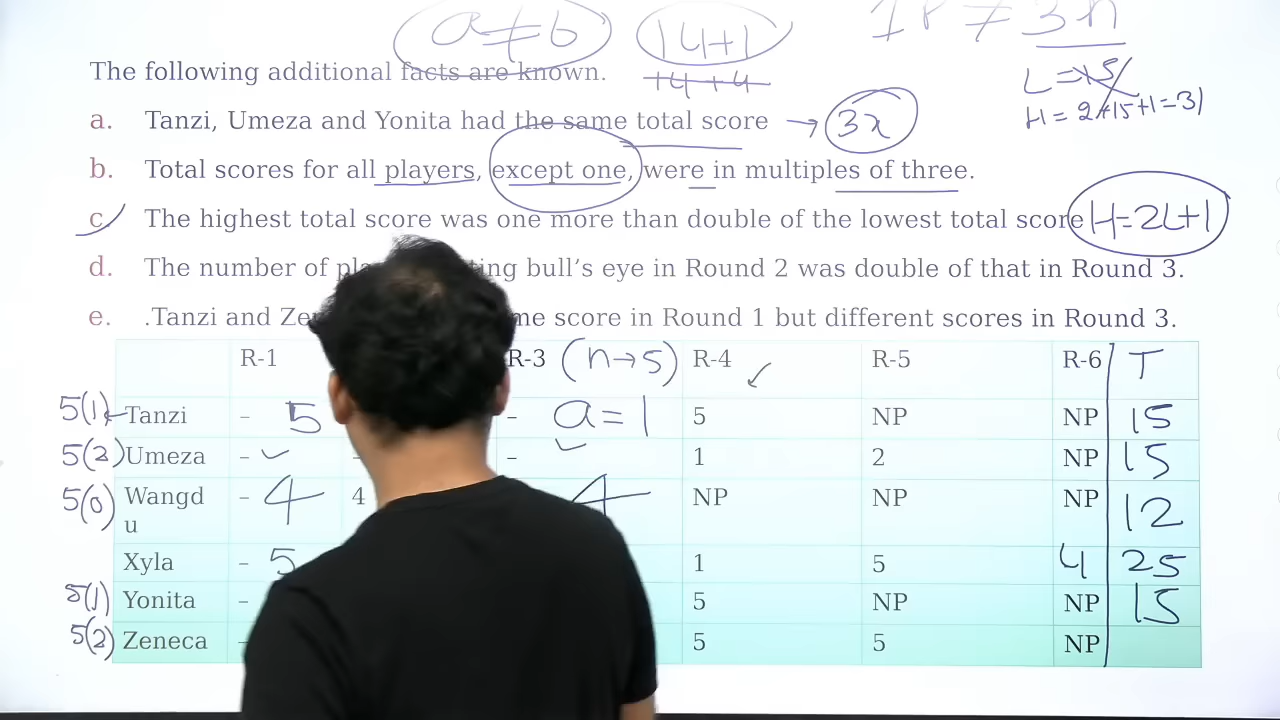 a≠b 14+1 1P ≠ 3n
The following additional facts are known. +4+4 L = 15
a. Tanzi, Umeza and Yonita had the same total score → 3x H = 2×15+1=31
b. Total scores for all players, except one, were in multiples of three.
c. The highest total score was one more than double of the lowest total score H=2L+1
d. The number of ting bull’s eye in Round 2 was double of that in Round 3.
e. .Tanzi and me score in Round 1 but different scores in Round 3.
R-1 R-3 (n→5) R-4 R-5 R-6 T
5(1) Tanzi – 5 – a=1 5 NP NP 15
5(2) Umeza – – 1 2 NP 15
5(0) Wangd – 4 4 4 NP NP NP 12
u
Xyla – 5 1 5 4 25
5(1) Yonita – 5 NP NP 15
5(2) Zeneca 5 5 NP